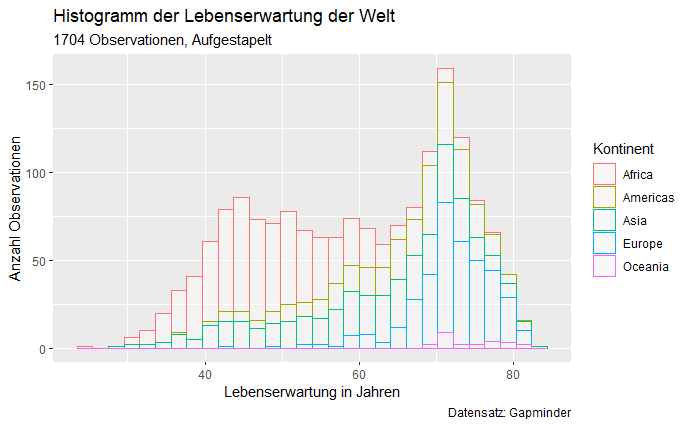 Histogramm der Lebenserwartung der Welt
1704 Observationen, Aufgestapelt
Anzahl Observationen
150
100
50
0
40
60
80
Lebenserwartung in Jahren
Kontinent
Africa
Americas
Asia
Europe
Oceania
Datensatz: Gapminder